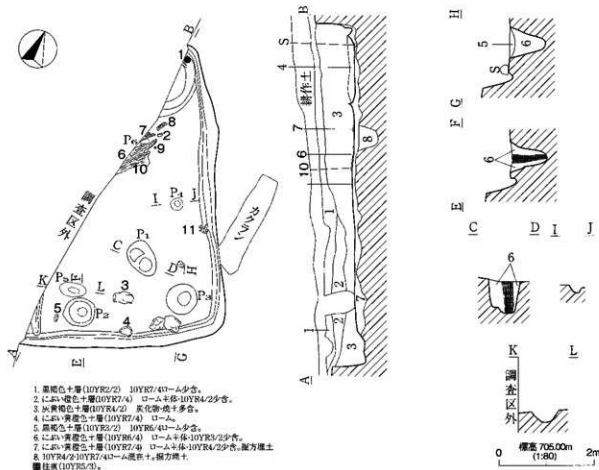 B
1
8
7
2
P₆
9
6
10
調査区外
I
P₄
J
11
カクラン
P₁
C
D
H
K
P₅
F
L
3
P₃
5
P₂
4
A
E
G
B
S
4
耕作土
3
7
8
10 6
1
2
2
7
1
3
A
H
5
6
S
G
F
6
E
C
D
I
J
6
K
L
調査区外
標高 705.00m
(1:80)
0
2m
1. 黒褐色土層(10YR2/2) 10YR7/4ローム少含。
2. にぶい橙色土層(10YR7/4) ローム主体・10YR4/2少含。
3. 灰黄褐色土層(10YR4/2) 炭化物・焼土多含。
4. にぶい黄橙色土層(10YR7/4) ローム。
5. 黒褐色土層(10YR3/2) 10YR6/4ローム少含。
6. にぶい黄橙色土層(10YR6/4) ローム主体・10YR3/2少含。
7. にぶい黄橙色土層(10YR7/4) ローム主体・10YR4/2少含。掘方埋土
8. 10YR4/2・10YR7/4ローム混在土。掘方埋土
柱痕(10YR5/3)。